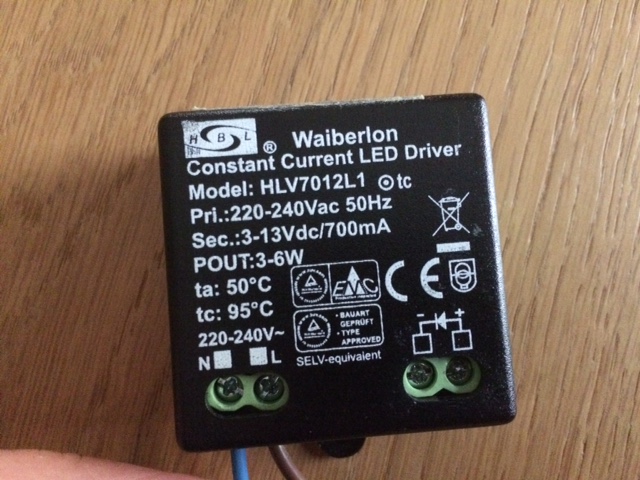 HBL ® Waiberlon
Constant Current LED Driver
Model: HLV7012L1 tc
Pri.:220-240Vac 50Hz
Sec.:3-13Vdc/700mA
POUT:3-6W
ta: 50°C
tc: 95°C
EMC
CE
• BAUART
GEPRÜFT
• TYPE
APPROVED
220-240V~
N L
SELV-equivalent
- +